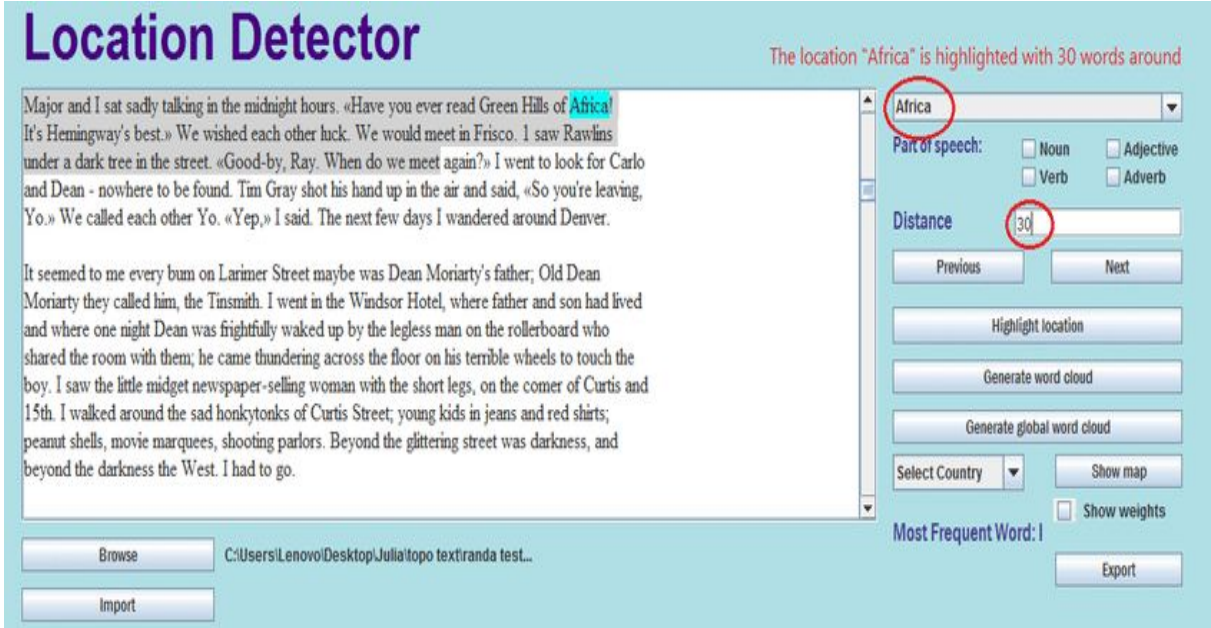 Location Detector
The location "Africa" is highlighted with 30 words around
Major and I sat sadly talking in the midnight hours. «Have you ever read Green Hills of Africa!
It's Hemingway's best.» We wished each other luck. We would meet in Frisco. 1 saw Rawlins
under a dark tree in the street. «Good-by, Ray. When do we meet again?» I went to look for Carlo
and Dean - nowhere to be found. Tim Gray shot his hand up in the air and said, «So you're leaving,
Yo.» We called each other Yo. «Yep,» I said. The next few days I wandered around Denver.
It seemed to me every bum on Larimer Street maybe was Dean Moriarty's father; Old Dean
Moriarty they called him, the Tinsmith. I went in the Windsor Hotel, where father and son had lived
and where one night Dean was frightfully waked up by the legless man on the rollerboard who
shared the room with them; he came thundering across the floor on his terrible wheels to touch the
boy. I saw the little midget newspaper-selling woman with the short legs, on the comer of Curtis and
15th. I walked around the sad honkytonks of Curtis Street; young kids in jeans and red shirts;
peanut shells, movie marquees, shooting parlors. Beyond the glittering street was darkness, and
beyond the darkness the West. I had to go.
Africa
Part of speech:
Noun
Adjective
Verb
Adverb
Distance
30
Previous
Next
Highlight location
Generate word cloud
Generate global word cloud
Select Country
Show map
Show weights
Most Frequent Word: I
Export
Browse
C:\Users\Lenovo\Desktop\Julia\topo text\randa test...
Import